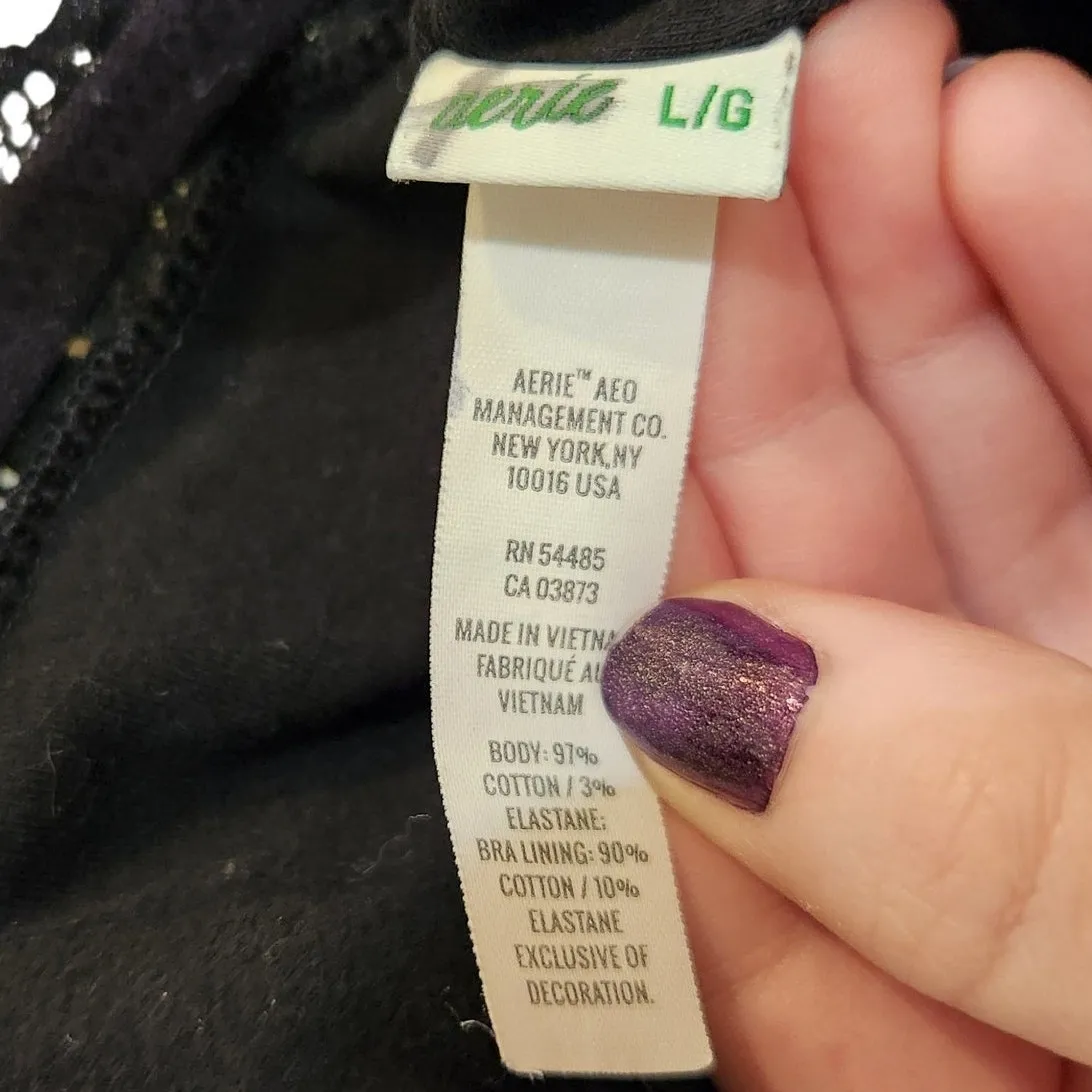 aerie L/G
AERIE™ AEO
MANAGEMENT CO.
NEW YORK,NY
10016 USA
RN 54485
CA 03873
MADE IN VIETNA
FABRIQUÉ AU
VIETNAM
BODY: 97%
COTTON / 3%
ELASTANE;
BRA LINING: 90%
COTTON / 10%
ELASTANE
EXCLUSIVE OF
DECORATION.